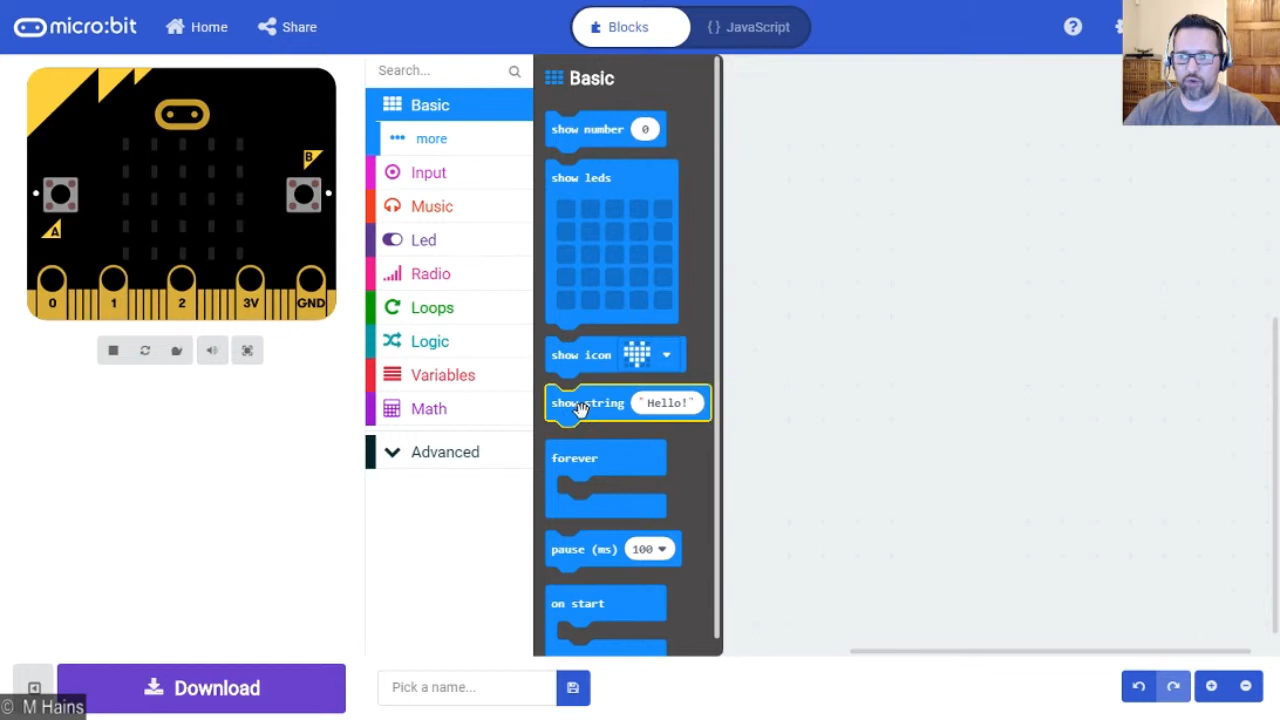 micro:bit
Home
Share
Blocks
{ } JavaScript
?
Search...
Basic
more
Input
Music
Led
Radio
Loops
Logic
Variables
Math
Advanced
Basic
show number 0
show leds
show icon
show string "Hello!"
forever
pause (ms) 100
on start
A
B
0 1 2 3V GND
Download
Pick a name...
© M Hains